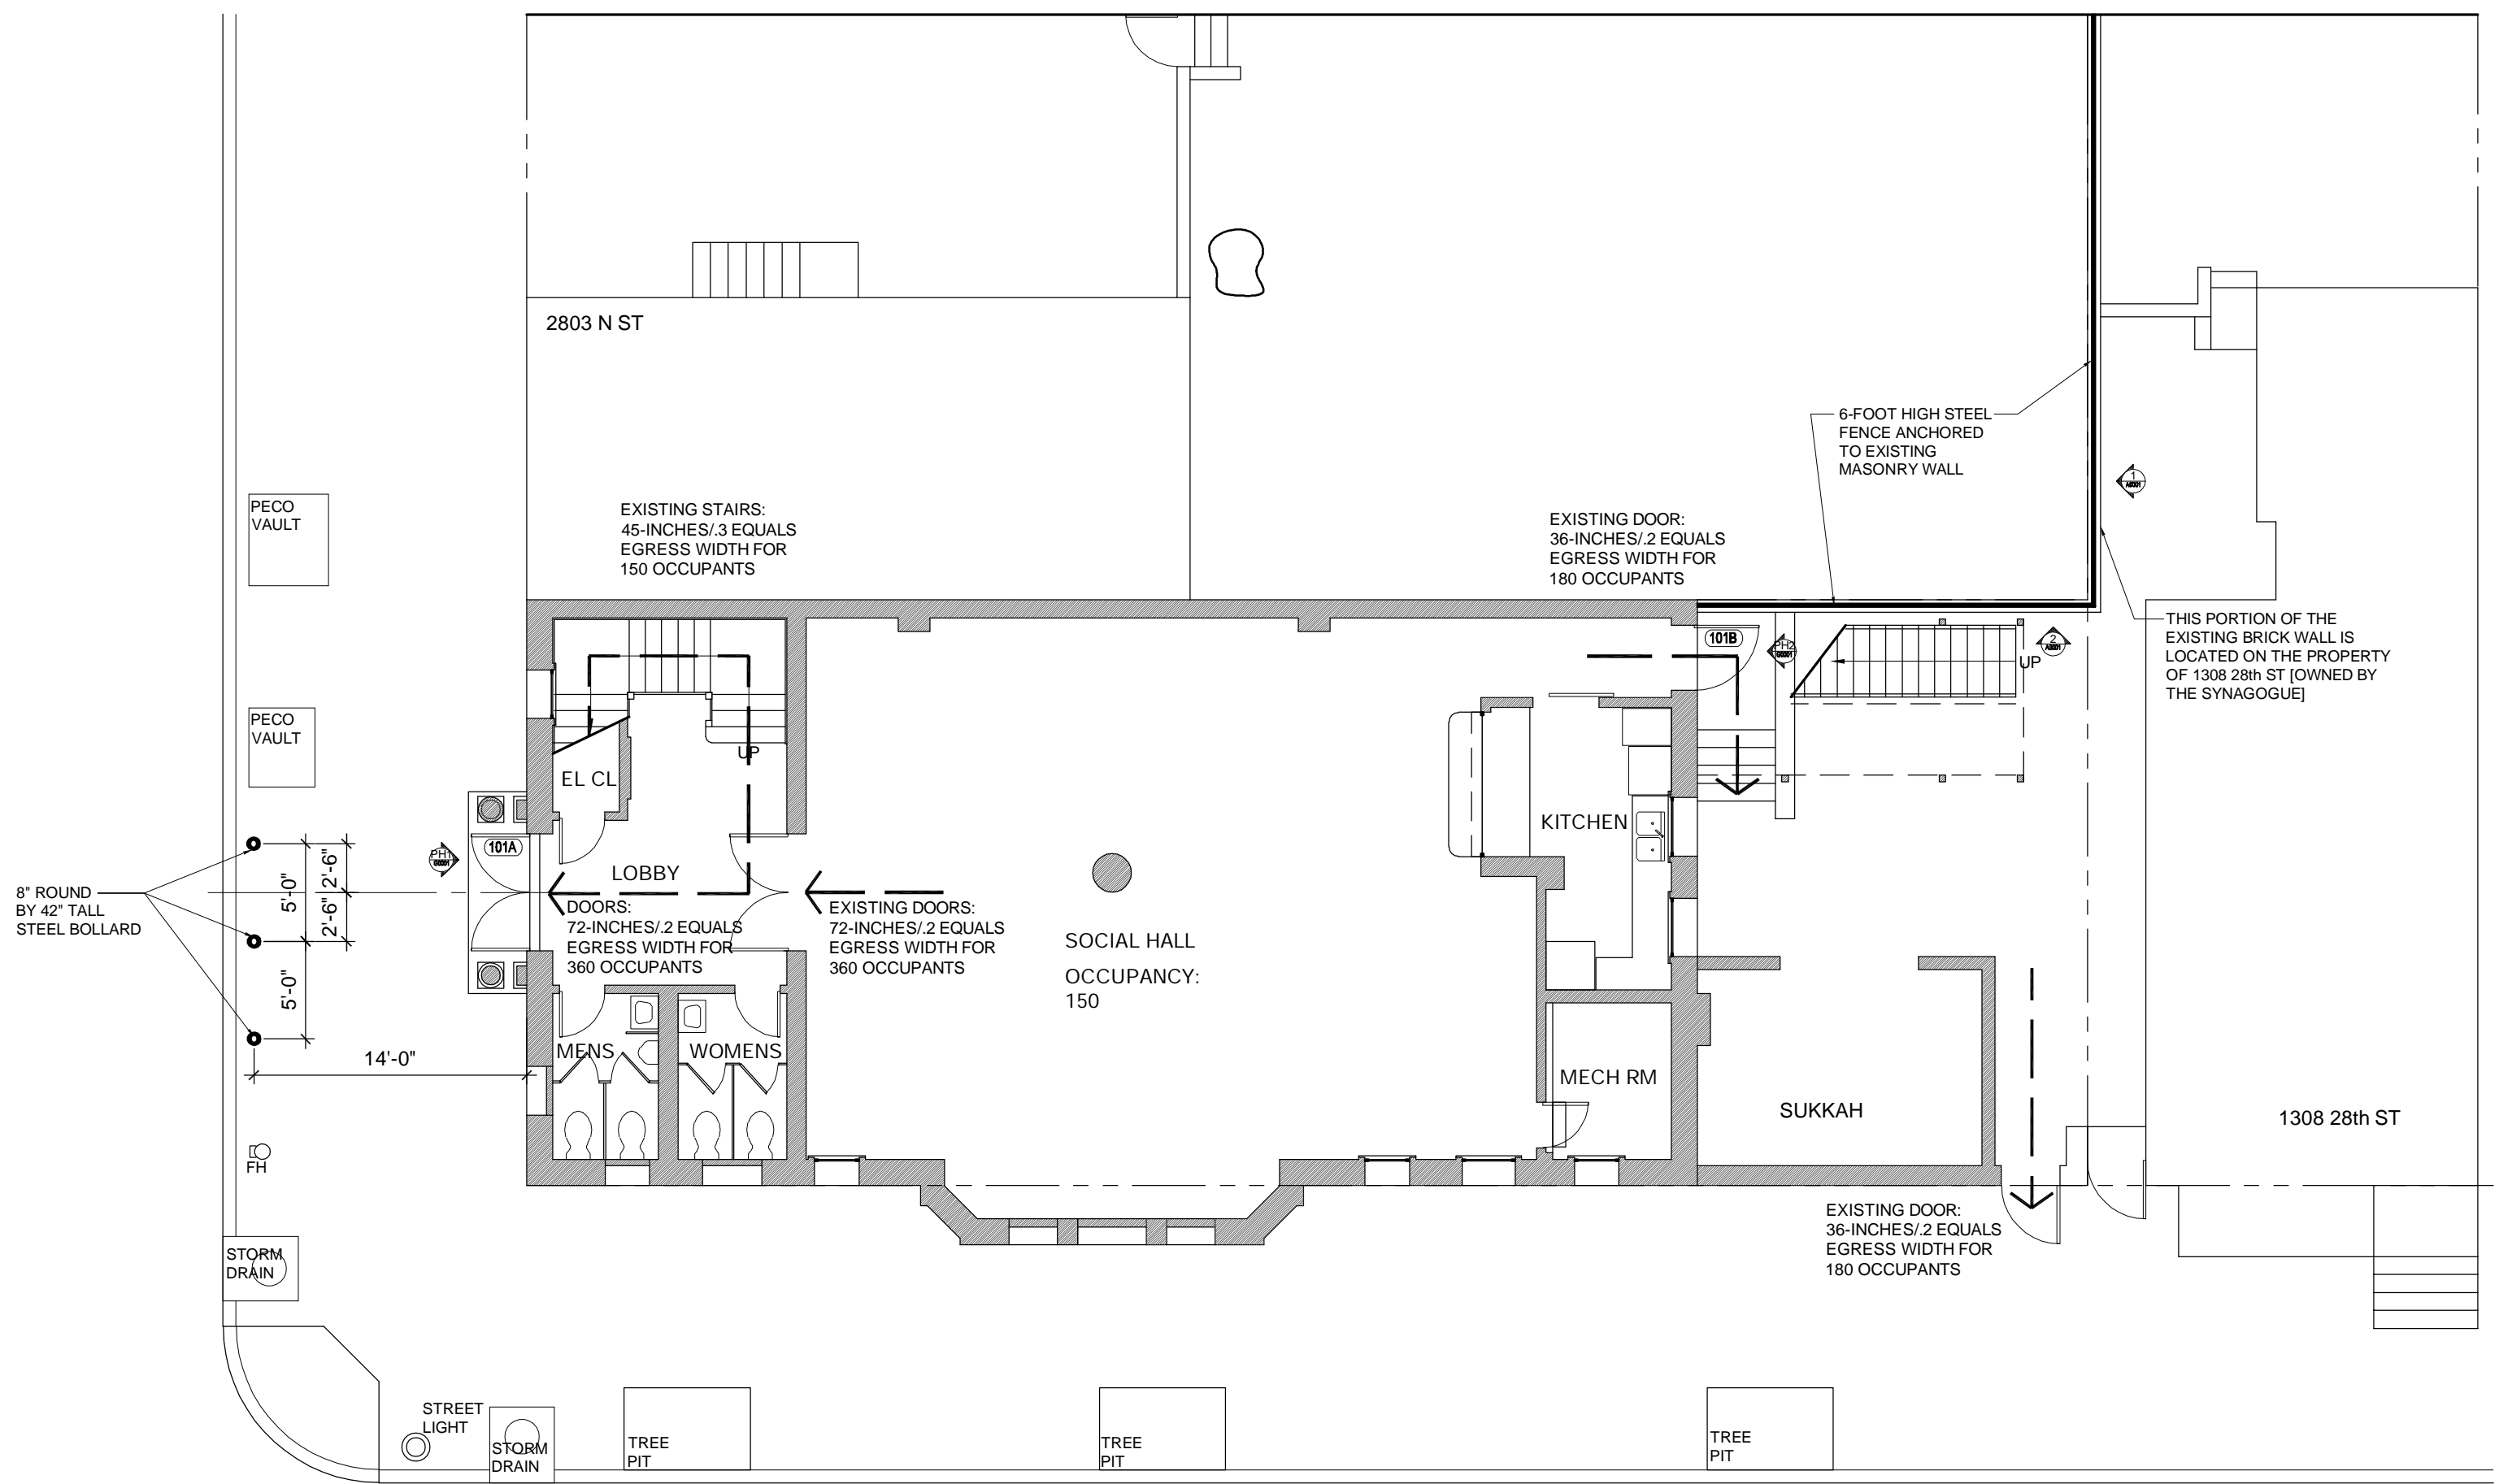 2803 N ST
6-FOOT HIGH STEEL
FENCE ANCHORED
TO EXISTING
MASONRY WALL
1
PECO
VAULT
EXISTING STAIRS:
45-INCHES/.3 EQUALS
EGRESS WIDTH FOR
150 OCCUPANTS
EXISTING DOOR:
36-INCHES/.2 EQUALS
EGRESS WIDTH FOR
180 OCCUPANTS
THIS PORTION OF THE
EXISTING BRICK WALL IS
LOCATED ON THE PROPERTY
OF 1308 28th ST [OWNED BY
THE SYNAGOGUE]
101B
PH2
2
UP
PECO
VAULT
UP
EL CL
KITCHEN
101A
PH1
LOBBY
8" ROUND
BY 42" TALL
STEEL BOLLARD
5'-0"
2'-6"
2'-6"
5'-0"
14'-0"
DOORS:
72-INCHES/.2 EQUALS
EGRESS WIDTH FOR
360 OCCUPANTS
EXISTING DOORS:
72-INCHES/.2 EQUALS
EGRESS WIDTH FOR
360 OCCUPANTS
SOCIAL HALL
OCCUPANCY:
150
MENS
WOMENS
MECH RM
SUKKAH
1308 28th ST
FH
EXISTING DOOR:
36-INCHES/.2 EQUALS
EGRESS WIDTH FOR
180 OCCUPANTS
STORM
DRAIN
STREET
LIGHT
STORM
DRAIN
TREE
PIT
TREE
PIT
TREE
PIT